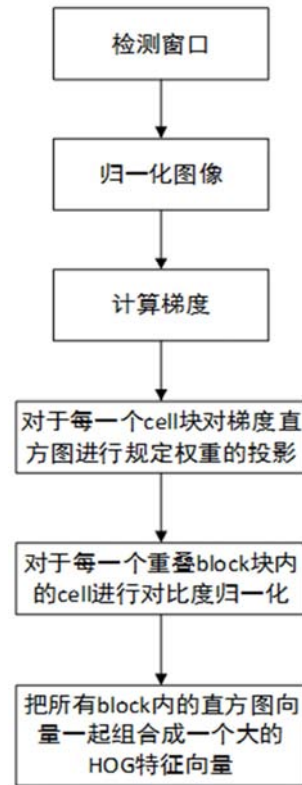 检测窗口
归一化图像
计算梯度
对于每一个cell块对梯度直
方图进行规定权重的投影
对于每一个重叠block块内
的cell进行对比度归一化
把所有block内的直方图向
量一起组合成一个大的
HOG特征向量